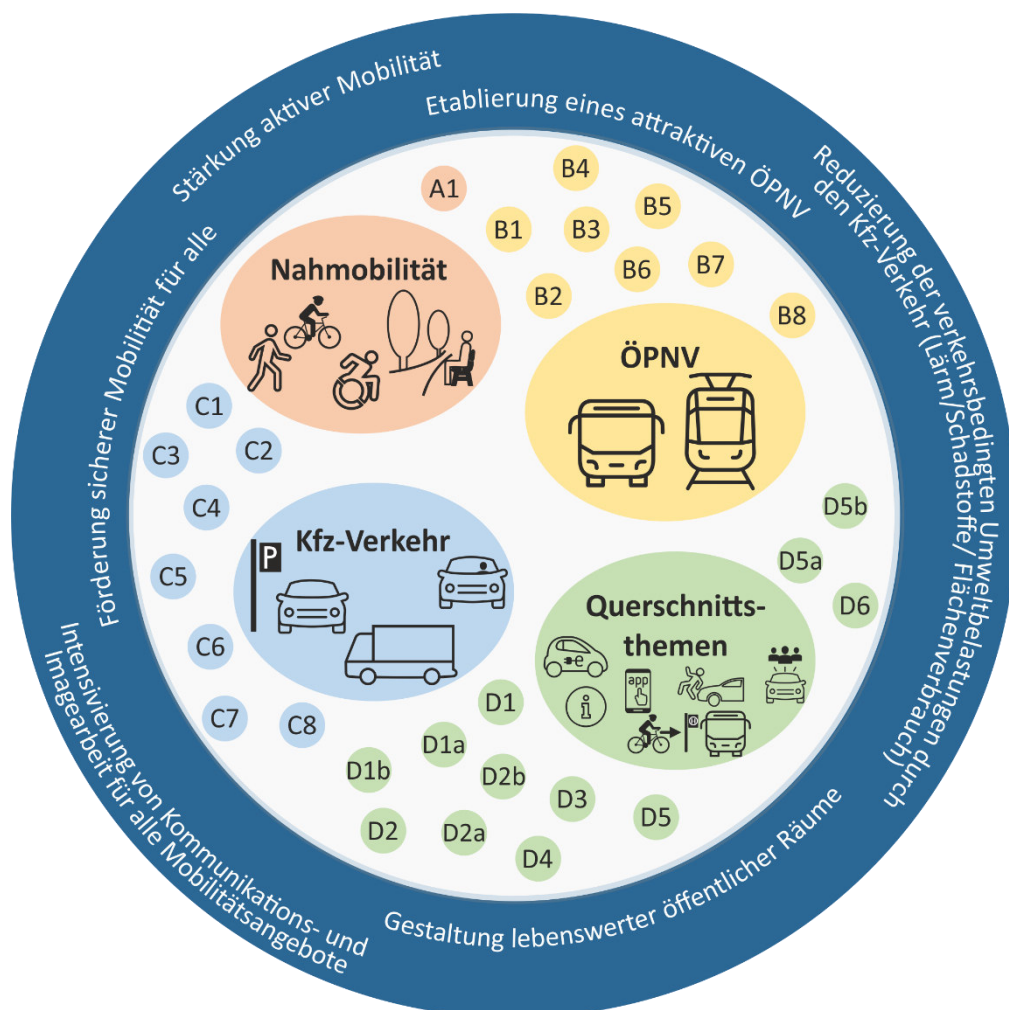 Stärkung aktiver Mobilität
Etablierung eines attraktiven ÖPNV
Reduzierung der verkehrsbedingten Umweltbelastungen durch
den Kfz-Verkehr (Lärm/Schadstoffe/ Flächenverbrauch)
Gestaltung lebenswerter öffentlicher Räume
Intensivierung von Kommunikations- und
Imagearbeit für alle Mobilitätsangebote
Förderung sicherer Mobilitiät für alle
A1
Nahmobilität
B4
B5
B1
B3
B6
B7
B2
B8
ÖPNV
C1
C2
C3
C4
C5
C6
C7
C8
Kfz-Verkehr
P
D5b
D5a
D6
Querschnitts-
themen
e
app
i
H
D1
D1a
D1b
D2b
D3
D2
D2a
D4
D5